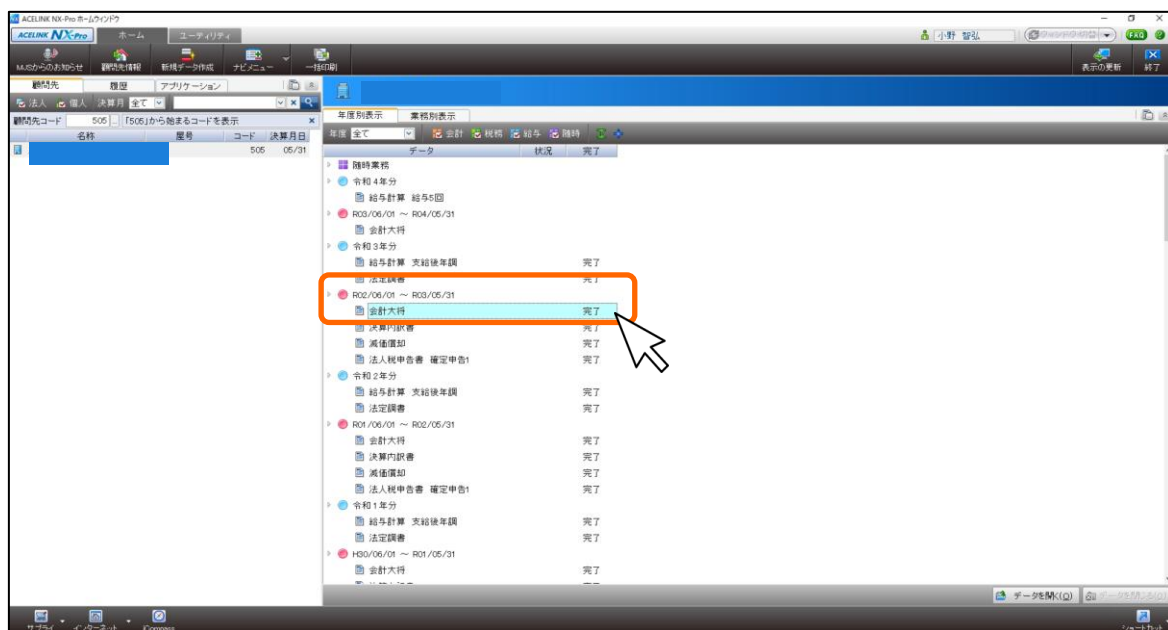 ACELINK NX-Pro ホームウィンドウ
ACELINK NX-Pro ホーム ユーティリティ 小野 智弘 FAQ
MJSからのお知らせ 顧問先情報 新規データ作成 ナビメニュー 一括印刷 表示の更新 終了
顧問先 履歴 アプリケーション
法人 個人 決算月 全て
顧問先コード 505 「505」から始まるコードを表示
名称 屋号 コード 決算月日
505 05/31
年度別表示 業務別表示
年度 全て 会計 税務 給与 随時
データ 状況 完了
随時業務
令和4年分
給与計算 給与5回
R03/06/01 ～ R04/05/31
会計大将
令和3年分
給与計算 支給後年調 完了
法定調書 完了
R02/06/01 ～ R03/05/31
会計大将 完了
決算内訳書 完了
減価償却 完了
法人税申告書 確定申告1 完了
令和2年分
給与計算 支給後年調 完了
法定調書 完了
R01/06/01 ～ R02/05/31
会計大将 完了
決算内訳書 完了
減価償却 完了
法人税申告書 確定申告1 完了
令和1年分
給与計算 支給後年調 完了
法定調書 完了
H30/06/01 ～ R01/05/31
会計大将 完了
データを開く(O)
サプライ インターネット iCompass ショートカット